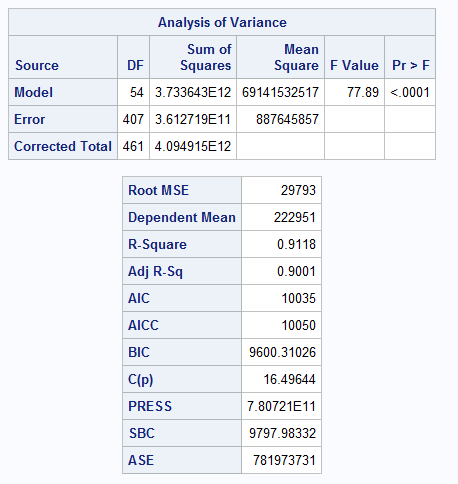 Analysis of Variance
Source DF Sum of Squares Mean Square F Value Pr > F
Model 54 3.733643E12 69141532517 77.89 <.0001
Error 407 3.612719E11 887645857
Corrected Total 461 4.094915E12
Root MSE 29793
Dependent Mean 222951
R-Square 0.9118
Adj R-Sq 0.9001
AIC 10035
AICC 10050
BIC 9600.31026
C(p) 16.49644
PRESS 7.80721E11
SBC 9797.98332
ASE 781973731